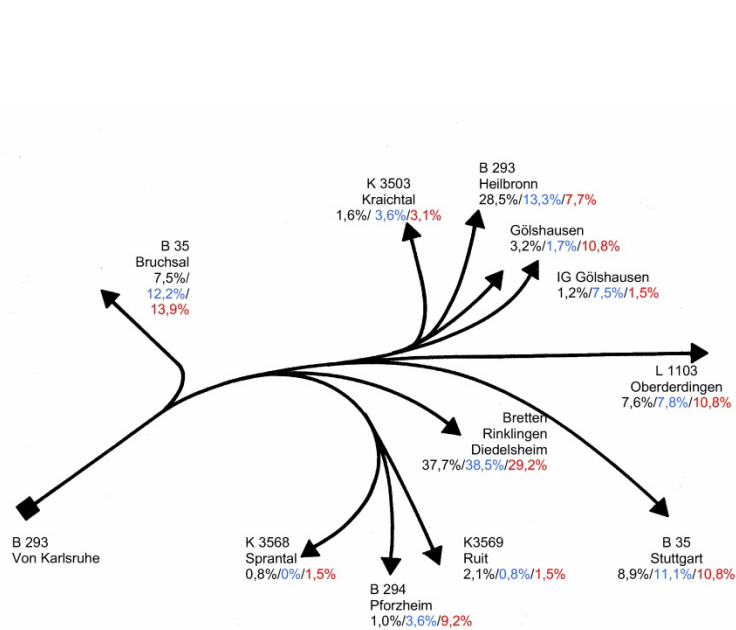 B 293
Heilbronn
28,5%/13,3%/7,7%
K 3503
Kraichtal
1,6%/ 3,6%/3,1%
Gölshausen
3,2%/1,7%/10,8%
B 35
Bruchsal
7,5%/
12,2%/
13,9%
IG Gölshausen
1,2%/7,5%/1,5%
L 1103
Oberderdingen
7,6%/7,8%/10,8%
Bretten
Rinklingen
Diedelsheim
37,7%/38,5%/29,2%
B 293
Von Karlsruhe
K 3568
Sprantal
0,8%/0%/1,5%
K3569
Ruit
2,1%/0,8%/1,5%
B 35
Stuttgart
8,9%/11,1%/10,8%
B 294
Pforzheim
1,0%/3,6%/9,2%